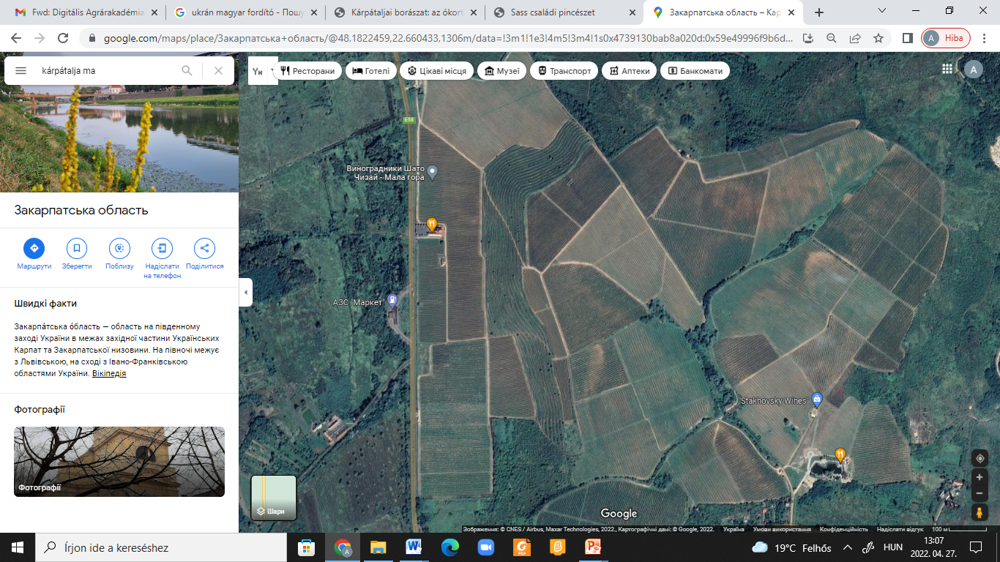 Fwd: Digitális Agrárakadémia
ukrán magyar fordító - Пошу
Kárpátaljai borászat: az ókort
Sass családi pincészet
Закарпатська область – Кар
google.com/maps/place/Закарпатська+область/@48.1822459,22.660433,1306m/data=!3m1!1e3!4m5!3m4!1s0x4739130bab8a020d:0x59e49996f9b6d...
A
Hiba
kárpátalja ma
Ресторани
Готелі
Цікаві місця
Музеї
Транспорт
Аптеки
Банкомати
A
E58
Виноградники Шато
Чизай - Мала гора
Закарпатська область
Маршрути
Зберегти
Поблизу
Надіслати
на телефон
Поділитися
АЗС "Маркет"
Швидкі факти
Закарпа́тська о́бласть — область на південному
заході України в межах західної частини Українських
Карпат та Закарпатської низовини. На півночі межує
з Львівською, на сході з Івано-Франківською
областями України. Вікіпедія
"Stakhovsky Wines"
Фотографії
Фотографії
Шари
Google
Зображення: © CNES / Airbus, Maxar Technologies, 2022., Картографічні дані: © Google, 2022.
Україна
Умови використання
Конфіденційність
Надіслати відгук
100 м
Írjon ide a kereséshez
19°C Felhős
HUN
13:07
2022. 04. 27.